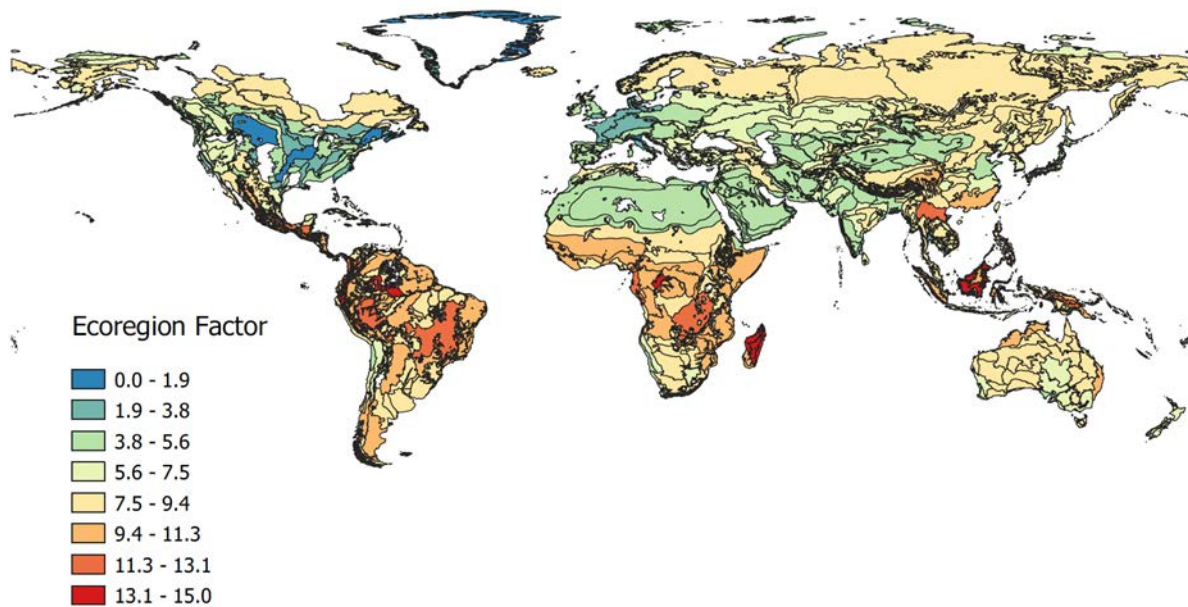 Ecoregion Factor
0.0 - 1.9
1.9 - 3.8
3.8 - 5.6
5.6 - 7.5
7.5 - 9.4
9.4 - 11.3
11.3 - 13.1
13.1 - 15.0